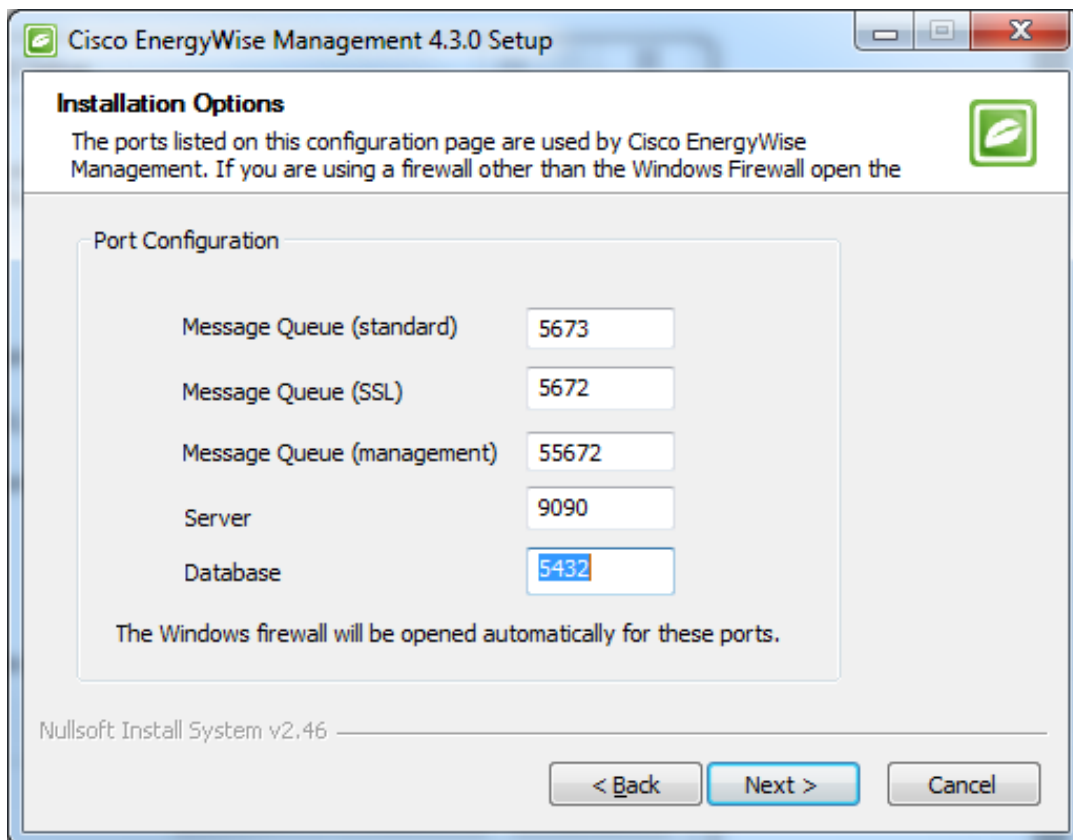 Cisco EnergyWise Management 4.3.0 Setup
Installation Options
The ports listed on this configuration page are used by Cisco EnergyWise
Management. If you are using a firewall other than the Windows Firewall open the
Port Configuration
Message Queue (standard) 5673
Message Queue (SSL) 5672
Message Queue (management) 55672
Server 9090
Database 5432
The Windows firewall will be opened automatically for these ports.
Nullsoft Install System v2.46
< Back Next > Cancel